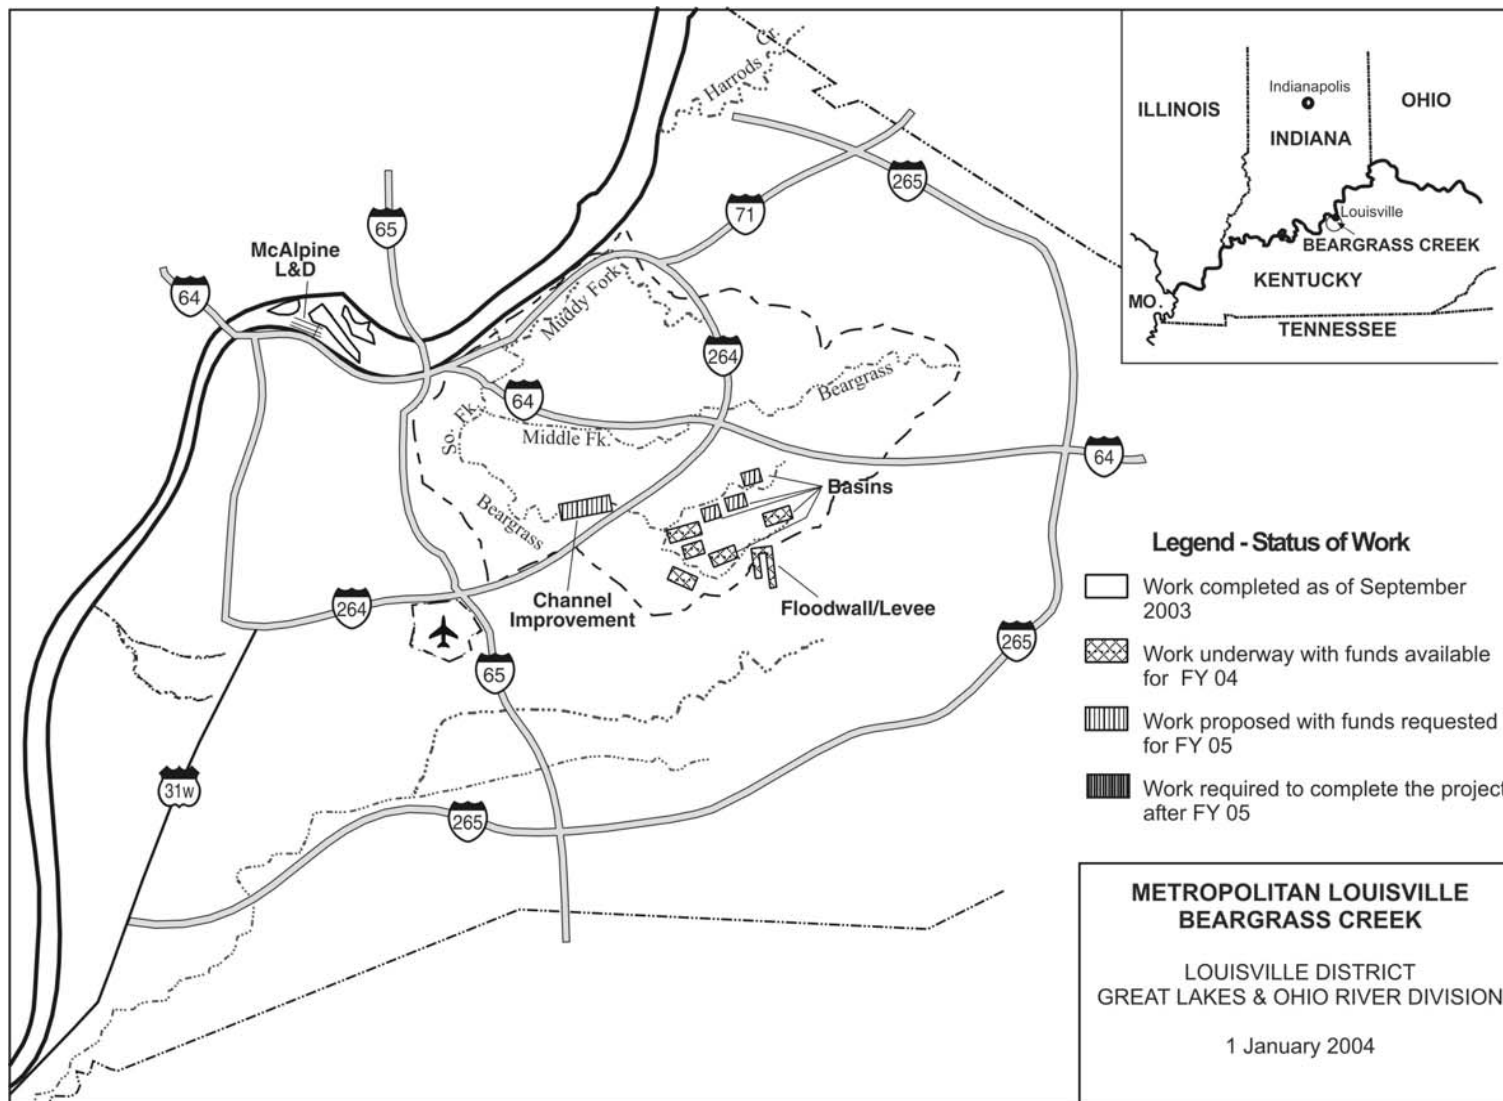 Harrods Cr.
265
71
65
McAlpine
L&D
64
Muddy Fork
264
64
So. Fk.
Middle Fk.
Beargrass
64
Beargrass
Basins
Channel
Improvement
Floodwall/Levee
264
65
265
31W
265
ILLINOIS
Indianapolis
OHIO
INDIANA
Louisville
BEARGRASS CREEK
KENTUCKY
MO.
TENNESSEE
Legend - Status of Work
Work completed as of September
2003
Work underway with funds available
for FY 04
Work proposed with funds requested
for FY 05
Work required to complete the project
after FY 05
METROPOLITAN LOUISVILLE
BEARGRASS CREEK
LOUISVILLE DISTRICT
GREAT LAKES & OHIO RIVER DIVISION
1 January 2004